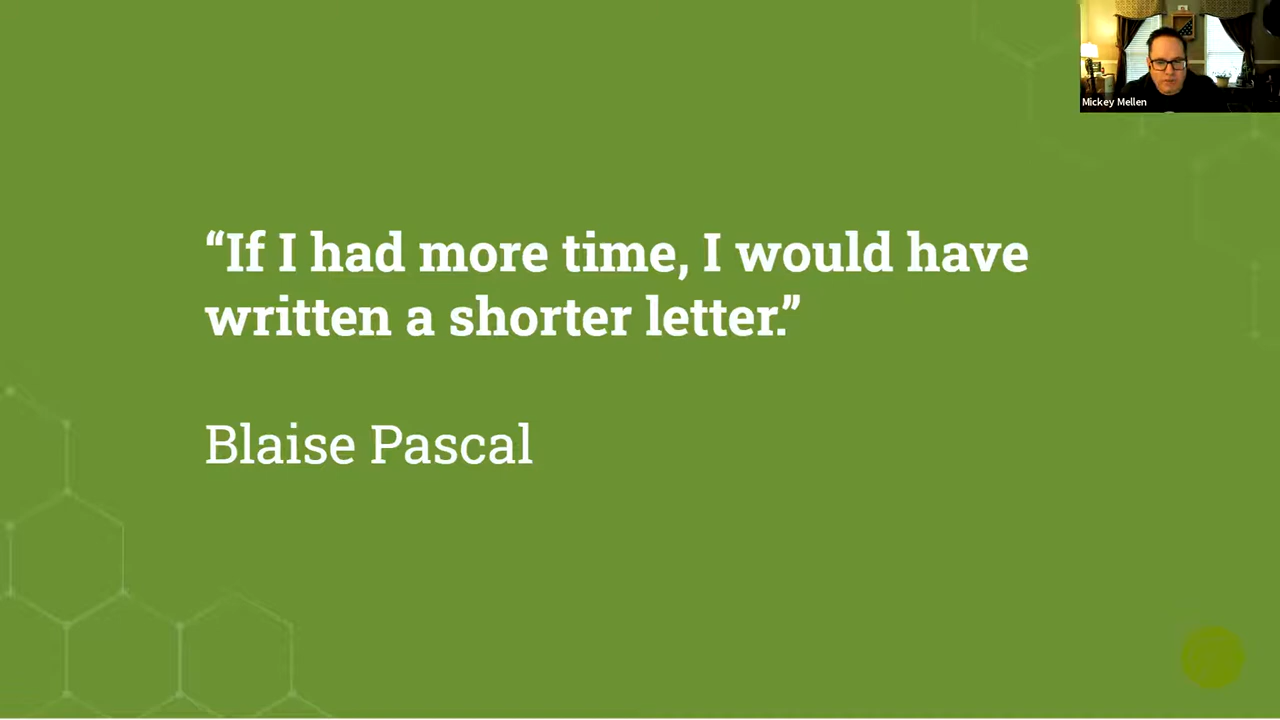 Mickey Mellen
“If I had more time, I would have
written a shorter letter.”
Blaise Pascal